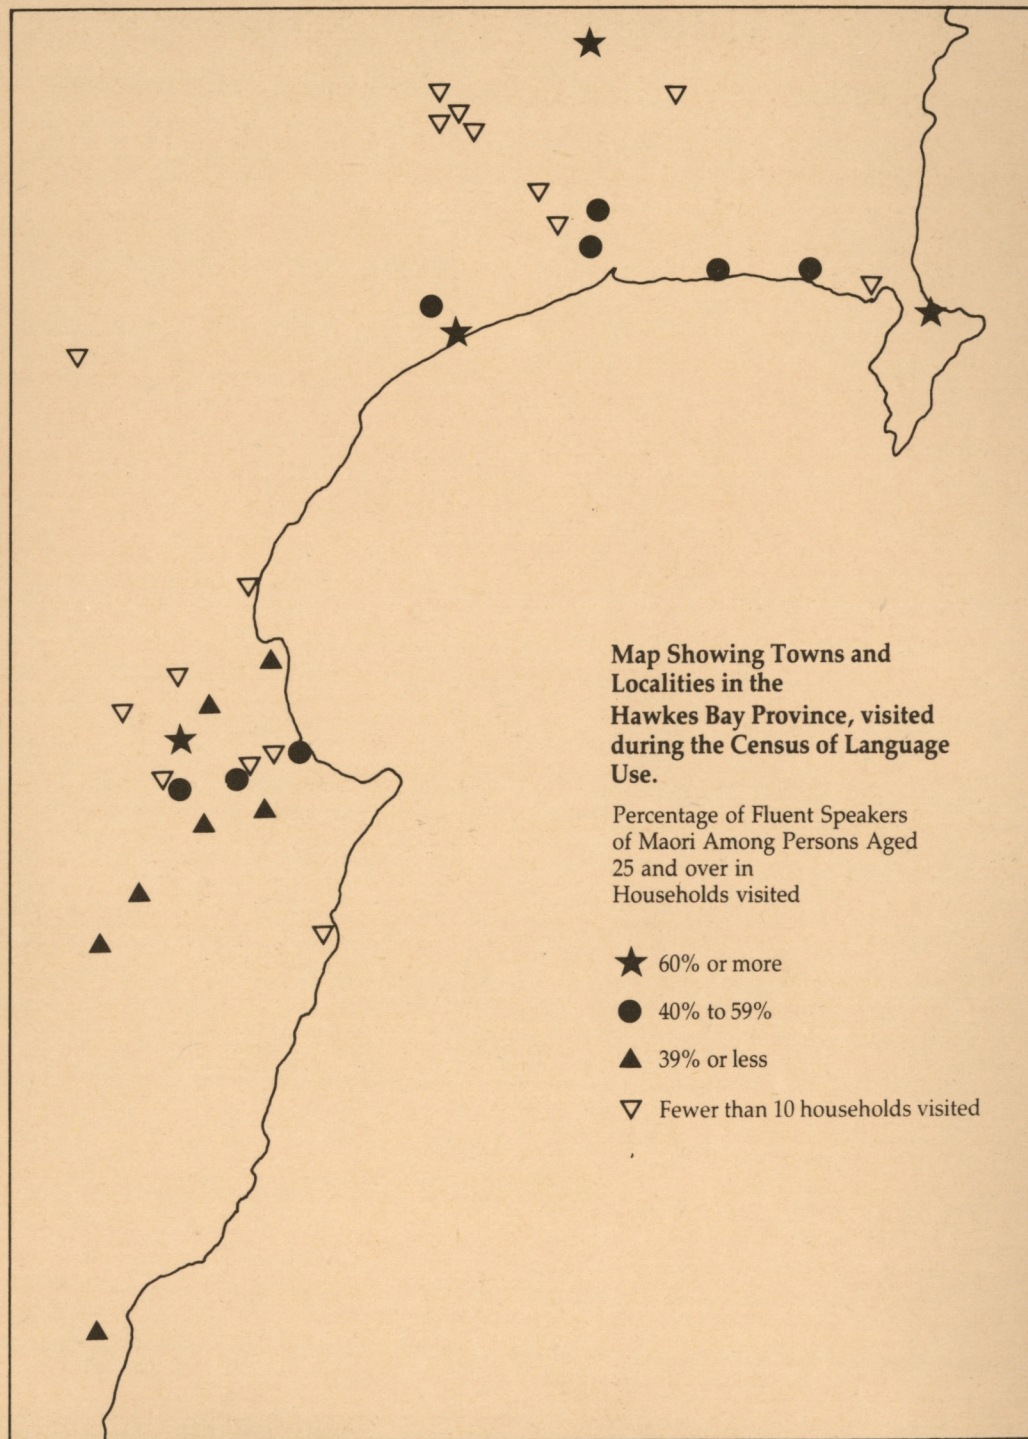 Map Showing Towns and
Localities in the
Hawkes Bay Province, visited
during the Census of Language
Use.
Percentage of Fluent Speakers
of Maori Among Persons Aged
25 and over in
Households visited
60% or more
40% to 59%
39% or less
Fewer than 10 households visited